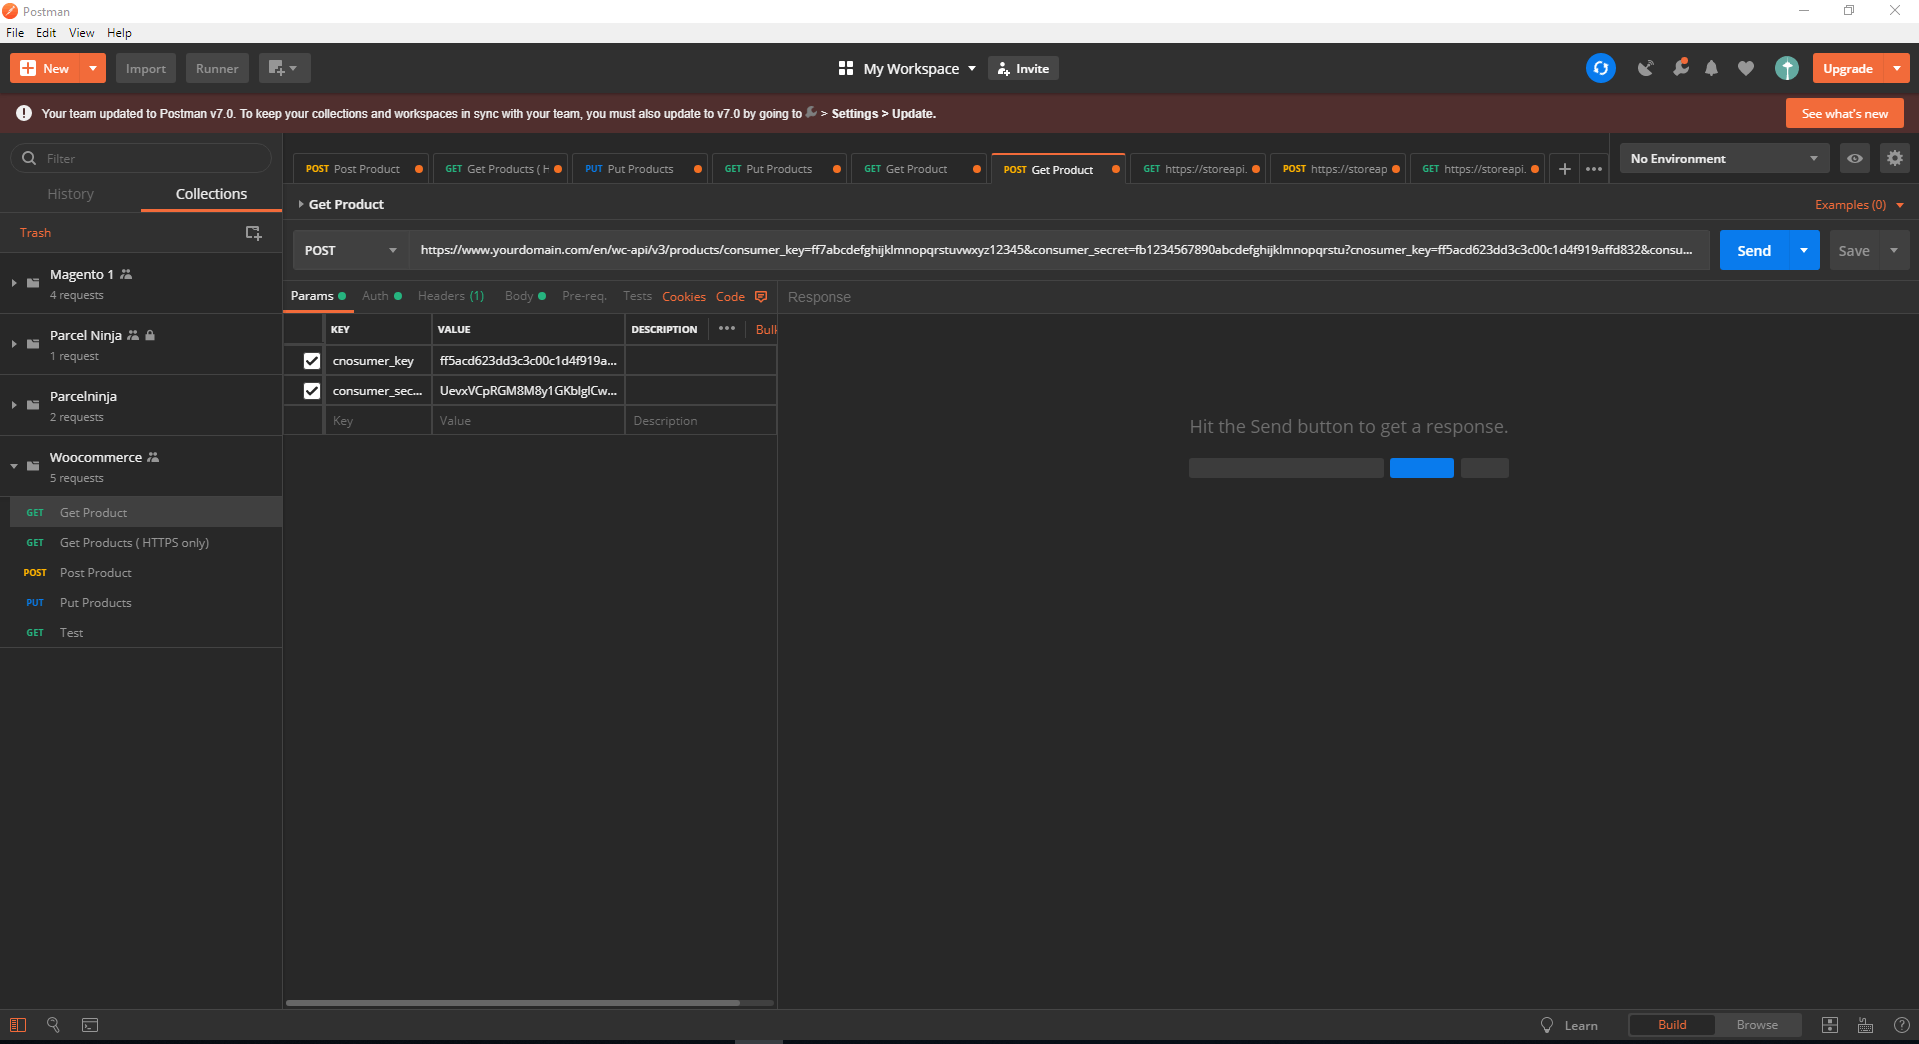 Postman
File Edit View Help
New Import Runner My Workspace Invite Upgrade
Your team updated to Postman v7.0. To keep your collections and workspaces in sync with your team, you must also update to v7.0 by going to > Settings > Update. See what's new
Filter
History Collections
Trash
Magento 1
4 requests
Parcel Ninja
1 request
Parcelninja
2 requests
Woocommerce
5 requests
GET Get Product
GET Get Products ( HTTPS only)
POST Post Product
PUT Put Products
GET Test
POST Post Product GET Get Products ( H PUT Put Products GET Put Products GET Get Product POST Get Product GET https://storeapi. POST https://storeap GET https://storeapi. No Environment
Get Product Examples (0)
POST https://www.yourdomain.com/en/wc-api/v3/products/consumer_key=ff7abcdefghijklmnopqrstuvwxyz12345&consumer_secret=fb1234567890abcdefghijklmnopqrstu?cnosumer_key=ff5acd623dd3c3c00c1d4f919affd832&consu... Send Save
Params Auth Headers (1) Body Pre-req. Tests Cookies Code Response
KEY VALUE DESCRIPTION Bulk
cnosumer_key ff5acd623dd3c3c00c1d4f919a...
consumer_sec... UevxVCpRGM8M8y1GKblglCw...
Key Value Description
Hit the Send button to get a response.
Learn Build Browse